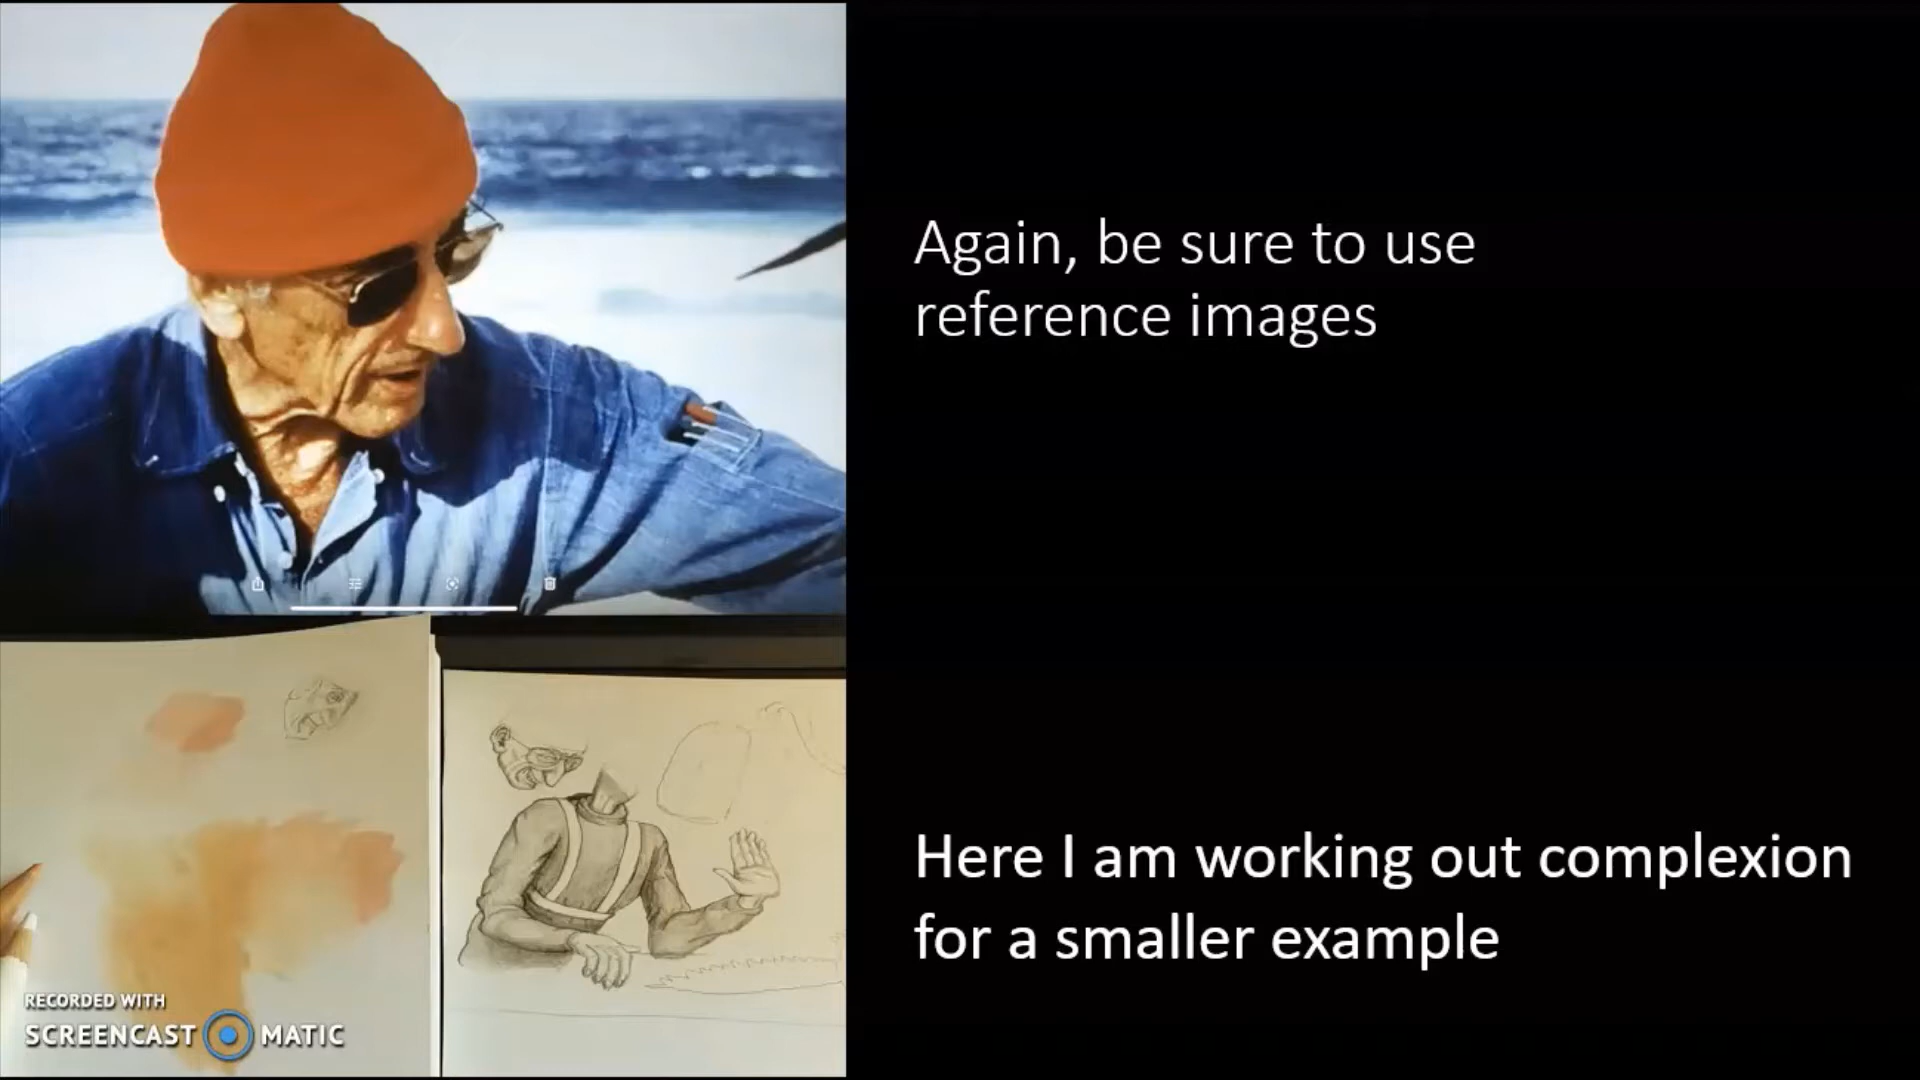 Again, be sure to use
reference images
Here I am working out complexion
for a smaller example
RECORDED WITH
SCREENCAST MATIC